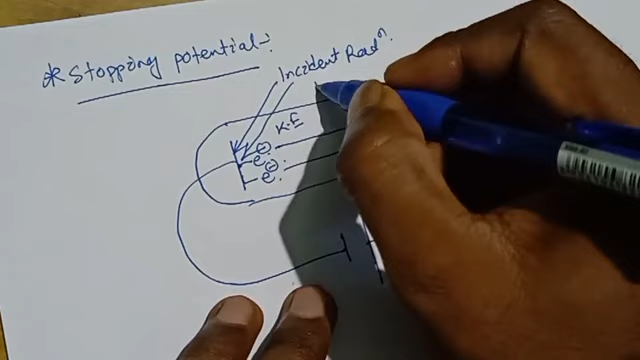 * Stopping potential :-
Incident Radⁿ.
K.E
e⊖
e⊖